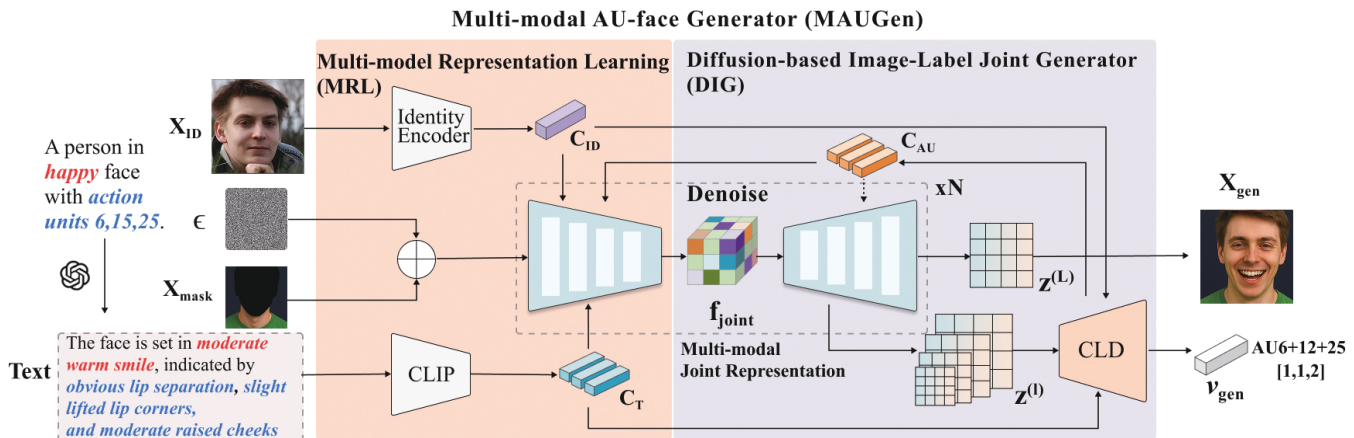 Multi-modal AU-face Generator (MAUGen)
Multi-model Representation Learning
(MRL)
Diffusion-based Image-Label Joint Generator
(DIG)
X_ID
A person in
happy face
with action
units 6,15,25.
ϵ
X_mask
Text
The face is set in moderate
warm smile, indicated by
obvious lip separation, slight
lifted lip corners,
and moderate raised cheeks
Identity
Encoder
C_ID
CLIP
C_T
Denoise
f_joint
C_AU
xN
Multi-modal
Joint Representation
z^(L)
z^(l)
CLD
X_gen
AU6+12+25
[1,1,2]
v_gen